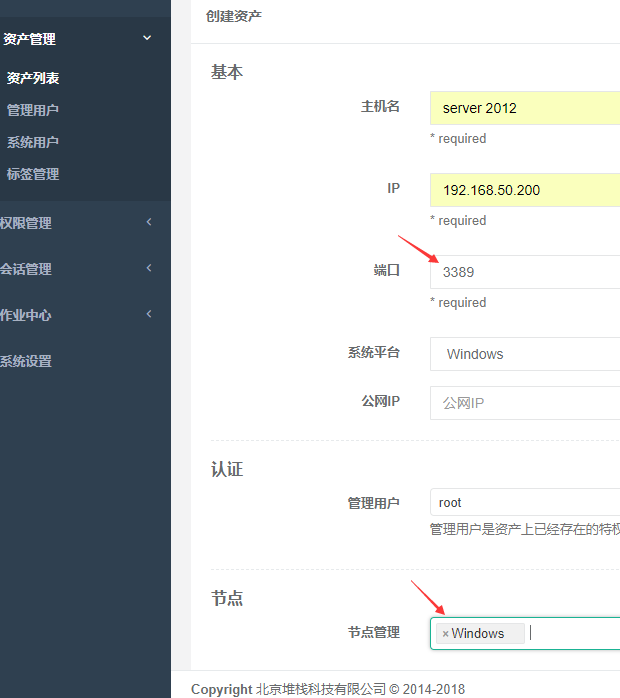 创建资产
资产管理
资产列表
管理用户
系统用户
标签管理
权限管理
会话管理
作业中心
系统设置
基本
主机名
server 2012
* required
IP
192.168.50.200
* required
端口
3389
* required
系统平台
Windows
公网IP
公网IP
认证
管理用户
root
管理用户是资产上已经存在的特权
节点
节点管理
× Windows
Copyright 北京堆栈科技有限公司 © 2014-2018